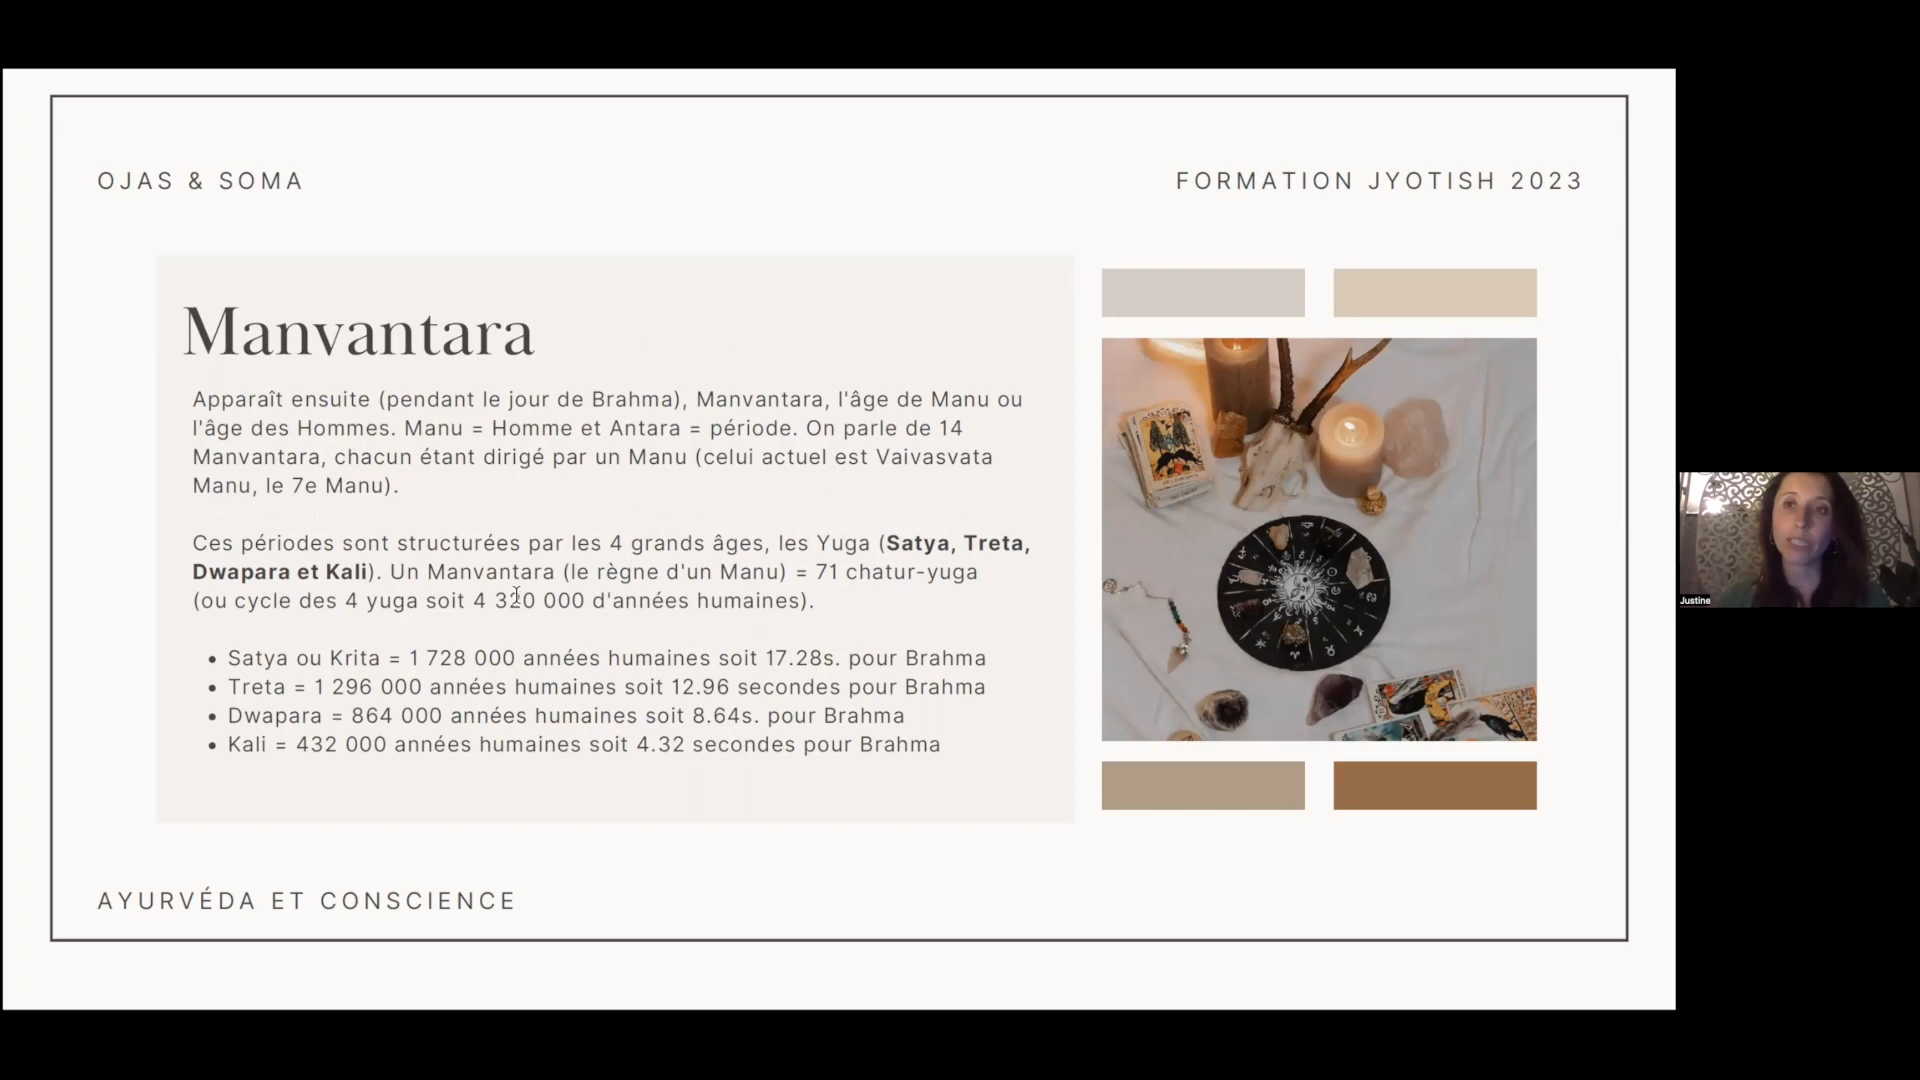 OJAS & SOMA
FORMATION JYOTISH 2023
Manvantara
Apparaît ensuite (pendant le jour de Brahma), Manvantara, l'âge de Manu ou
l'âge des Hommes. Manu = Homme et Antara = période. On parle de 14
Manvantara, chacun étant dirigé par un Manu (celui actuel est Vaivasvata
Manu, le 7e Manu).
Ces périodes sont structurées par les 4 grands âges, les Yuga (Satya, Treta,
Dwapara et Kali). Un Manvantara (le règne d'un Manu) = 71 chatur-yuga
(ou cycle des 4 yuga soit 4 320 000 d'années humaines).
• Satya ou Krita = 1 728 000 années humaines soit 17.28s. pour Brahma
• Treta = 1 296 000 années humaines soit 12.96 secondes pour Brahma
• Dwapara = 864 000 années humaines soit 8.64s. pour Brahma
• Kali = 432 000 années humaines soit 4.32 secondes pour Brahma
AYURVÉDA ET CONSCIENCE
Justine